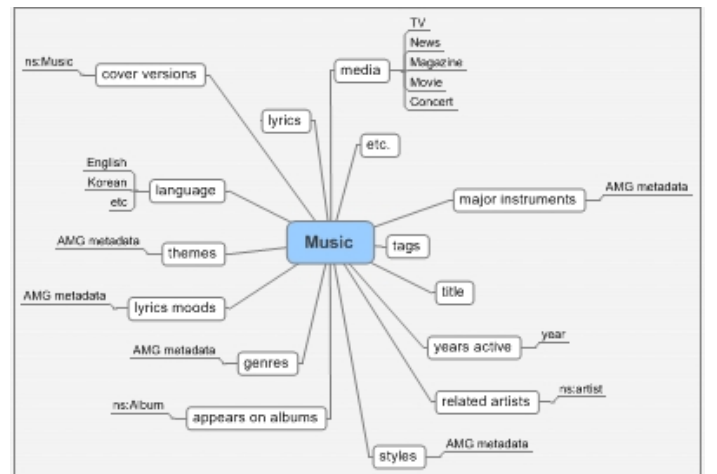 TV
News
ns:Music
cover versions
media
Magazine
Movie
Concert
lyrics
etc.
English
Korean
etc
language
major instruments
AMG metadata
AMG metadata
themes
Music
tags
AMG metadata
lyrics moods
title
AMG metadata
genres
years active
year
ns:Album
appears on albums
related artists
ns:artist
styles
AMG metadata